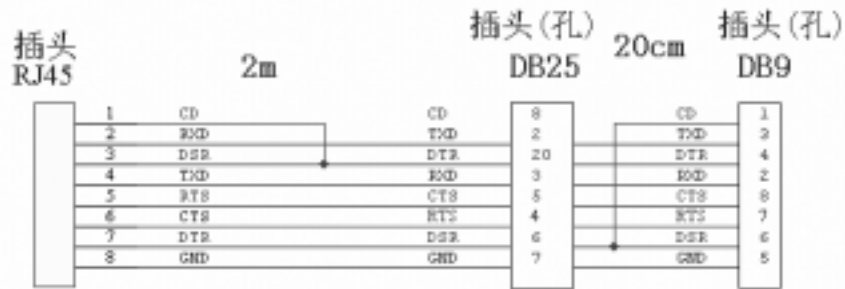 插头 RJ45
2m
插头(孔) DB25
20cm
插头(孔) DB9
1 CD CD 8 CD 1
2 RXD TXD 2 TXD 3
3 DSR DTR 20 DTR 4
4 TXD RXD 3 RXD 2
5 RTS CTS 5 CTS 8
6 CTS RTS 4 RTS 7
7 DTR DSR 6 DSR 6
8 GND GND 7 GND 5